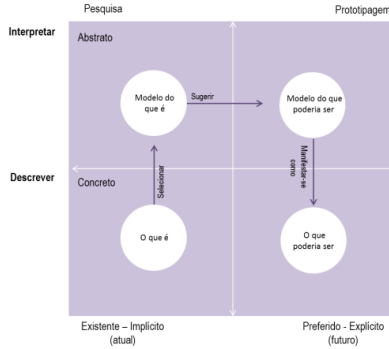 Pesquisa
Prototipagem
Interpretar
Abstrato
Modelo do
que é
Sugerir
Modelo do que
poderia ser
Selecionar
Manifestar-se
como
Descrever
Concreto
O que é
O que
poderia ser
Existente – Implícito
(atual)
Preferido - Explícito
(futuro)